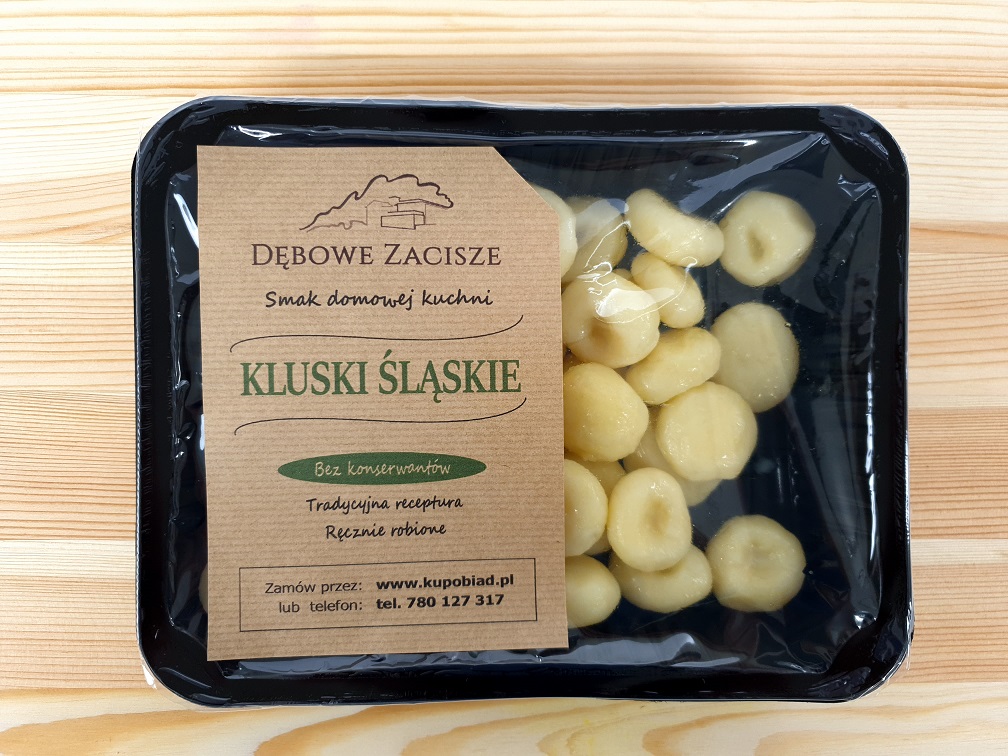 DĘBOWE ZACISZE
Smak domowej kuchni
KLUSKI ŚLĄSKIE
Bez konserwantów
Tradycyjna receptura
Ręcznie robione
Zamów przez: www.kupobiad.pl
lub telefon: tel. 780 127 317